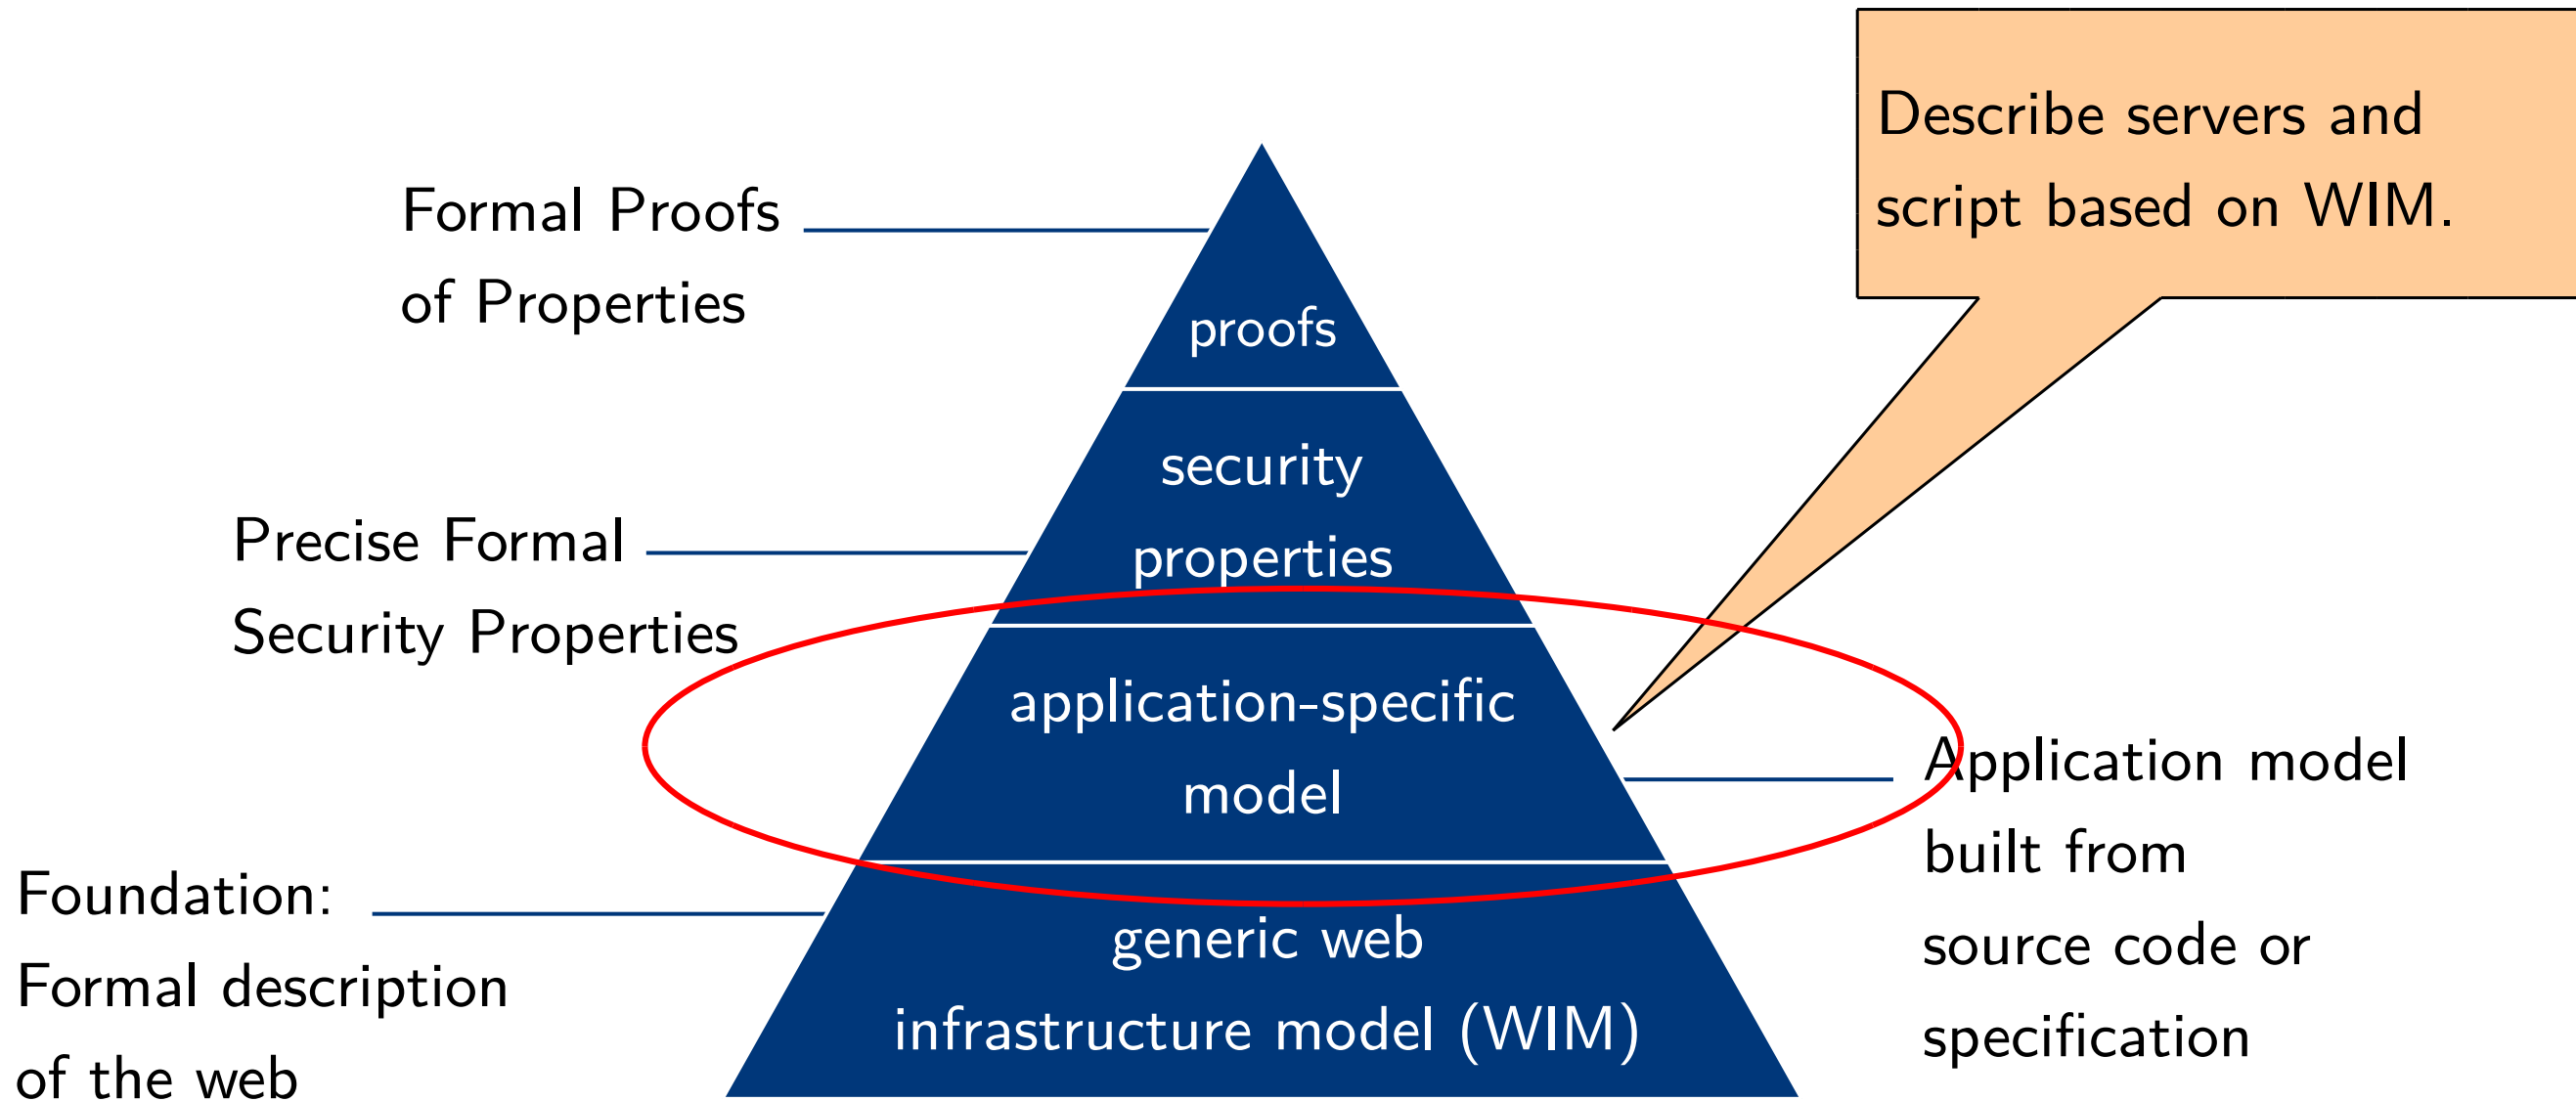 Describe servers and
script based on WIM.
Formal Proofs
of Properties
proofs
security
properties
Precise Formal
Security Properties
application-specific
model
Application model
built from
source code or
specification
Foundation:
Formal description
of the web
generic web
infrastructure model (WIM)